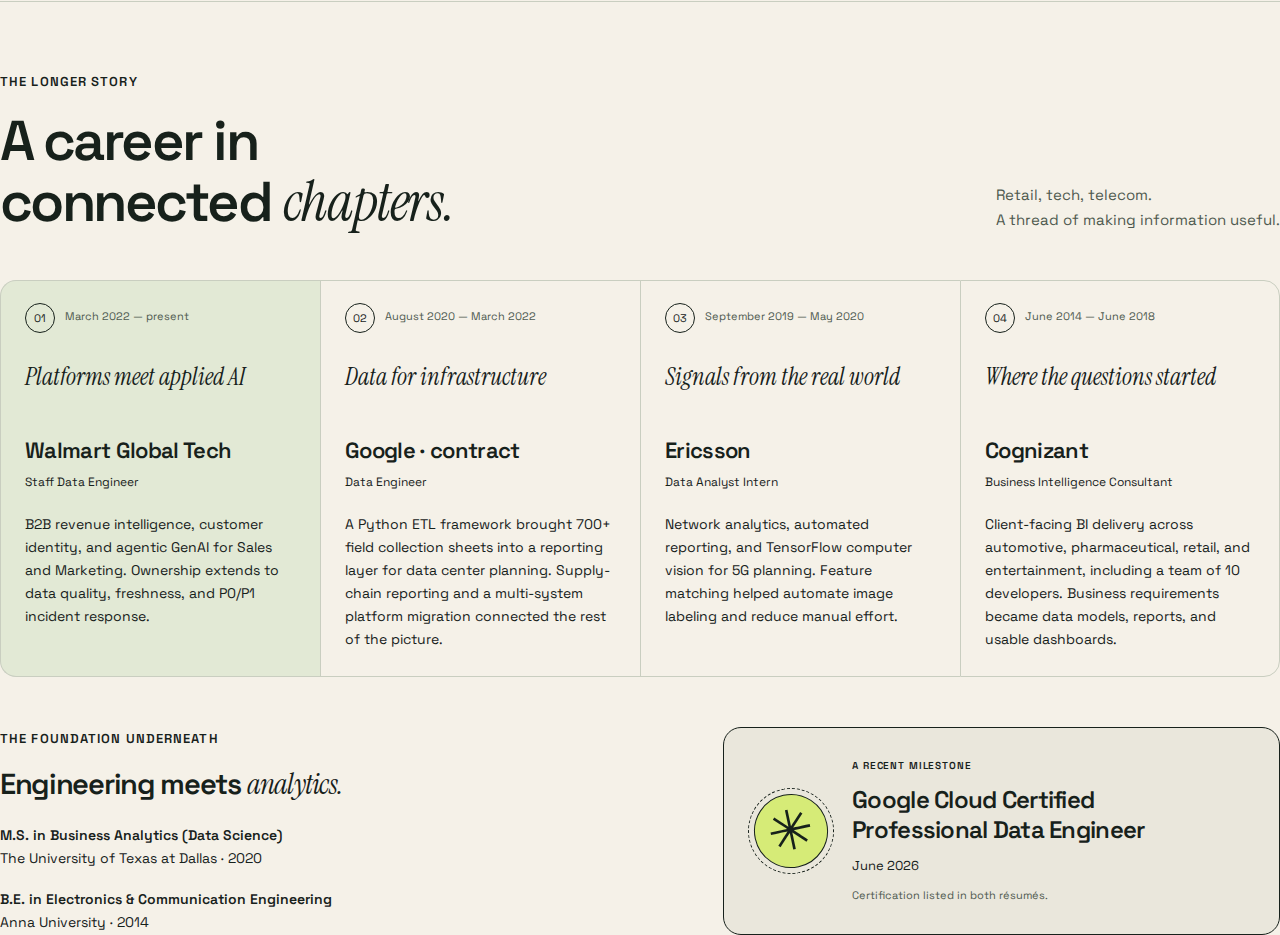 THE LONGER STORY
A career in
connected chapters.
Retail, tech, telecom.
A thread of making information useful.
01 March 2022 — present
Platforms meet applied AI
Walmart Global Tech
Staff Data Engineer
B2B revenue intelligence, customer
identity, and agentic GenAI for Sales
and Marketing. Ownership extends to
data quality, freshness, and P0/P1
incident response.
02 August 2020 — March 2022
Data for infrastructure
Google · contract
Data Engineer
A Python ETL framework brought 700+
field collection sheets into a reporting
layer for data center planning. Supply-
chain reporting and a multi-system
platform migration connected the rest
of the picture.
03 September 2019 — May 2020
Signals from the real world
Ericsson
Data Analyst Intern
Network analytics, automated
reporting, and TensorFlow computer
vision for 5G planning. Feature
matching helped automate image
labeling and reduce manual effort.
04 June 2014 — June 2018
Where the questions started
Cognizant
Business Intelligence Consultant
Client-facing BI delivery across
automotive, pharmaceutical, retail, and
entertainment, including a team of 10
developers. Business requirements
became data models, reports, and
usable dashboards.
THE FOUNDATION UNDERNEATH
Engineering meets analytics.
M.S. in Business Analytics (Data Science)
The University of Texas at Dallas · 2020
B.E. in Electronics & Communication Engineering
Anna University · 2014
A RECENT MILESTONE
Google Cloud Certified
Professional Data Engineer
June 2026
Certification listed in both résumés.